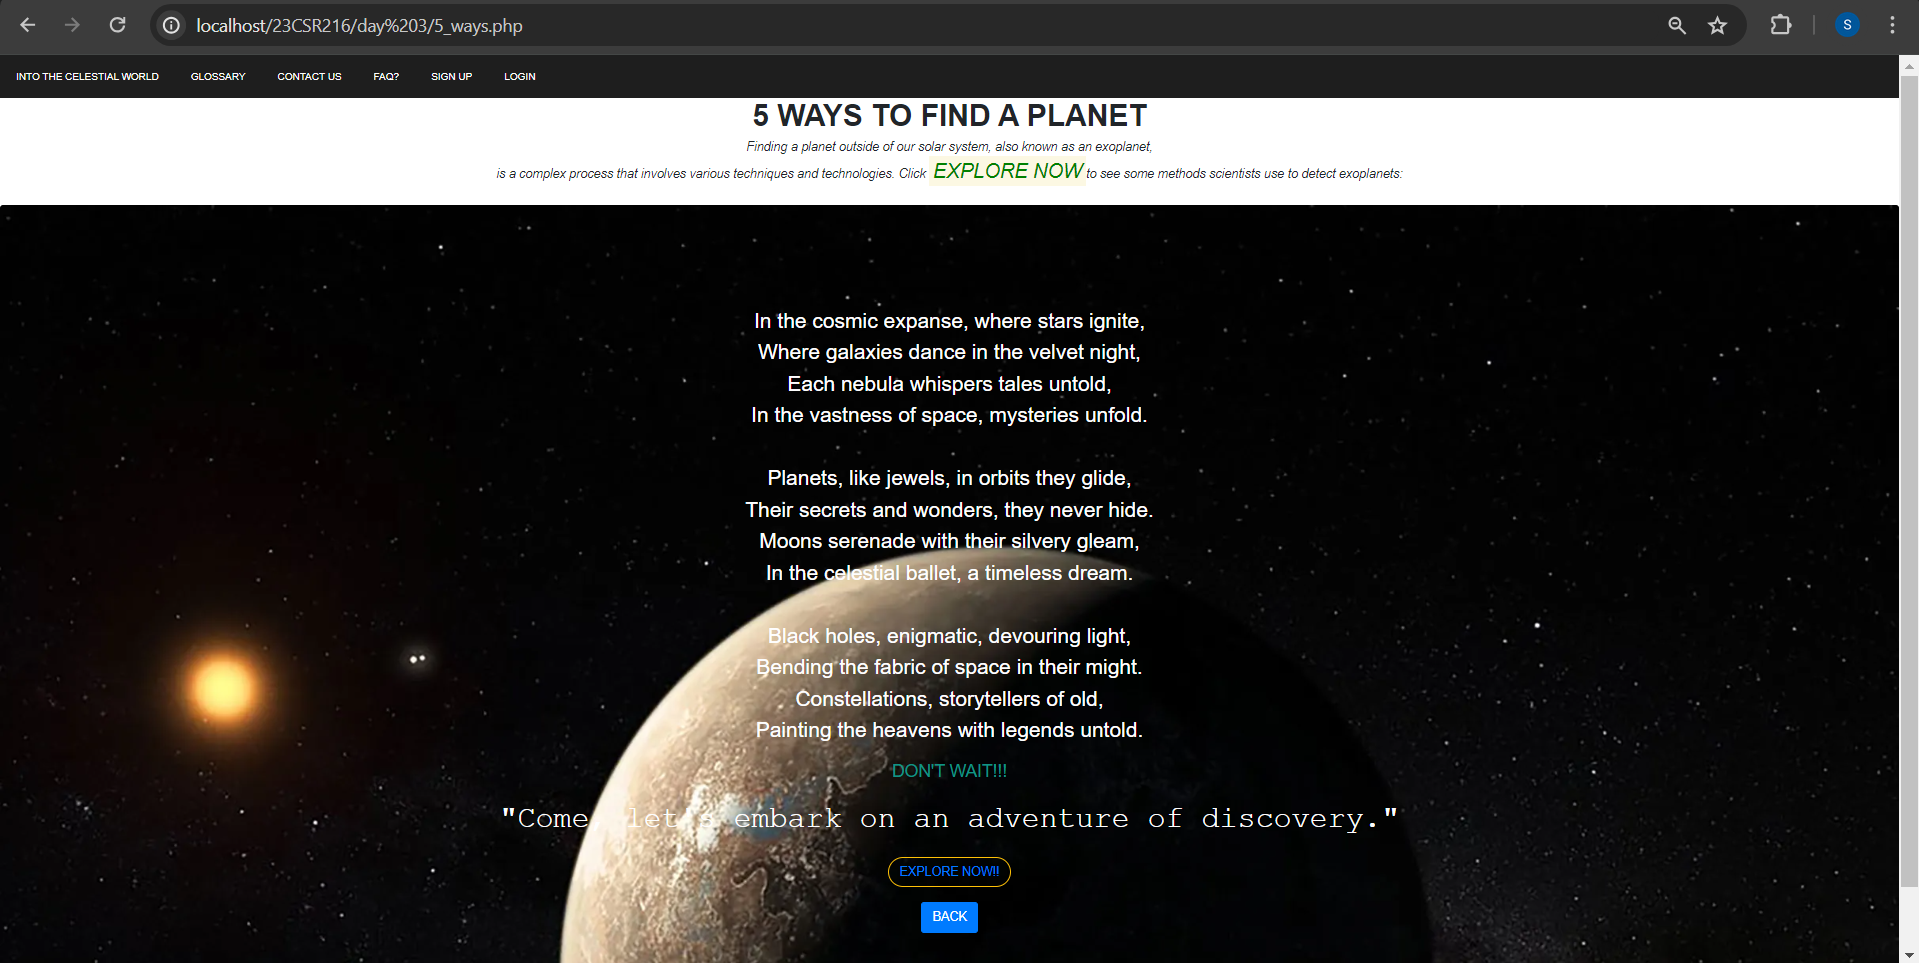 localhost/23CSR216/day%203/5_ways.php
S
INTO THE CELESTIAL WORLD GLOSSARY CONTACT US FAQ? SIGN UP LOGIN
5 WAYS TO FIND A PLANET
Finding a planet outside of our solar system, also known as an exoplanet,
is a complex process that involves various techniques and technologies. Click EXPLORE NOW to see some methods scientists use to detect exoplanets:
In the cosmic expanse, where stars ignite,
Where galaxies dance in the velvet night,
Each nebula whispers tales untold,
In the vastness of space, mysteries unfold.
Planets, like jewels, in orbits they glide,
Their secrets and wonders, they never hide.
Moons serenade with their silvery gleam,
In the celestial ballet, a timeless dream.
Black holes, enigmatic, devouring light,
Bending the fabric of space in their might.
Constellations, storytellers of old,
Painting the heavens with legends untold.
DON'T WAIT!!!
"Come, let's embark on an adventure of discovery."
EXPLORE NOW!!
BACK